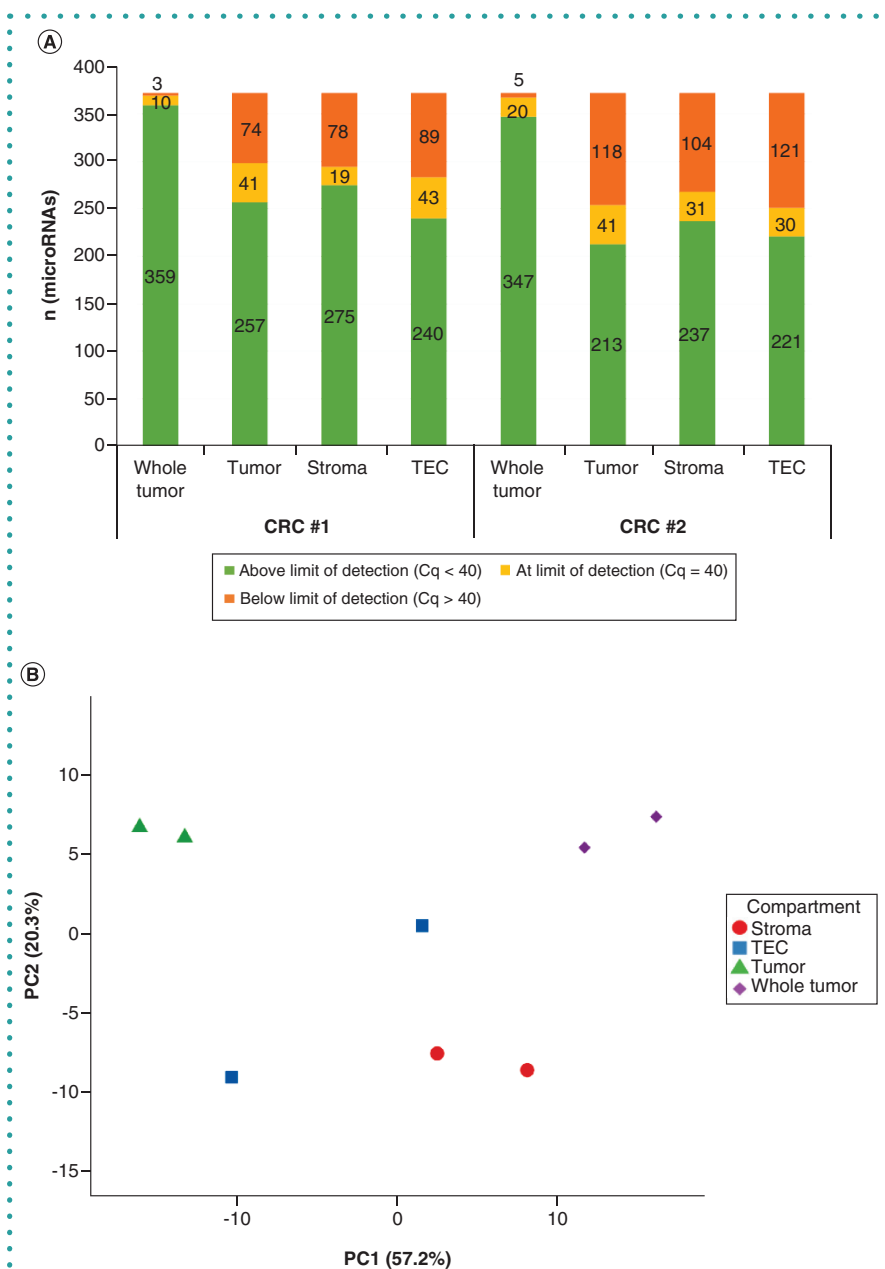 A
400
350
300
250
200
150
100
50
0
n (microRNAs)
3
10
359
74
41
257
78
19
275
89
43
240
5
20
347
118
41
213
104
31
237
121
30
221
Whole tumor
Tumor
Stroma
TEC
Whole tumor
Tumor
Stroma
TEC
CRC #1
CRC #2
Above limit of detection (Cq < 40)
At limit of detection (Cq = 40)
Below limit of detection (Cq > 40)
B
10
5
0
-5
-10
-15
PC2 (20.3%)
-10
0
10
PC1 (57.2%)
Compartment
Stroma
TEC
Tumor
Whole tumor